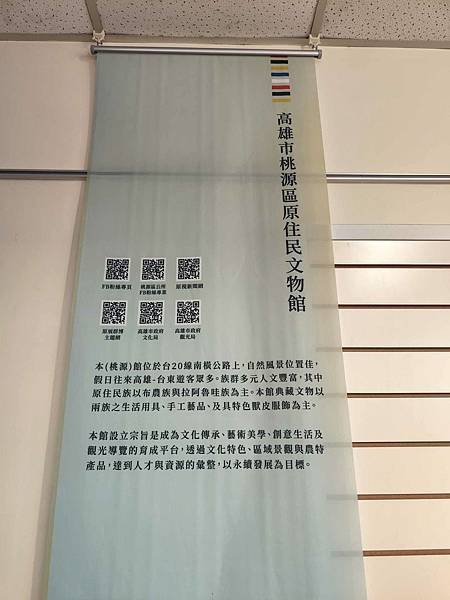 高雄市桃源區原住民文物館
FB粉絲專頁
桃源區公所
FB粉絲專業
原視新聞網
原展群博
主題網
高雄市政府
文化局
高雄市政府
觀光局
本(桃源)館位於台20線南橫公路上,自然風景位置佳,
假日往來高雄-台東遊客眾多。族群多元人文豐富,其中
原住民族以布農族與拉阿魯哇族為主。本館典藏文物以
兩族之生活用具、手工藝品、及具特色獸皮服飾為主。
本館設立宗旨是成為文化傳承、藝術美學、創意生活及
觀光導覽的育成平台,透過文化特色、區域景觀與農特
產品,達到人才與資源的彙整,以永續發展為目標。